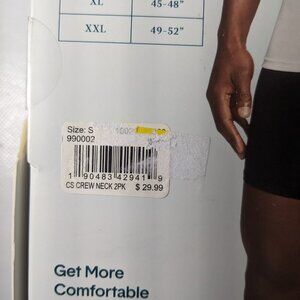 XL 45-48"
XXL 49-52"
Size: S
990002
1 90483 42941 9
CS CREW NECK 2PK $ 29.99
Get More
Comfortable